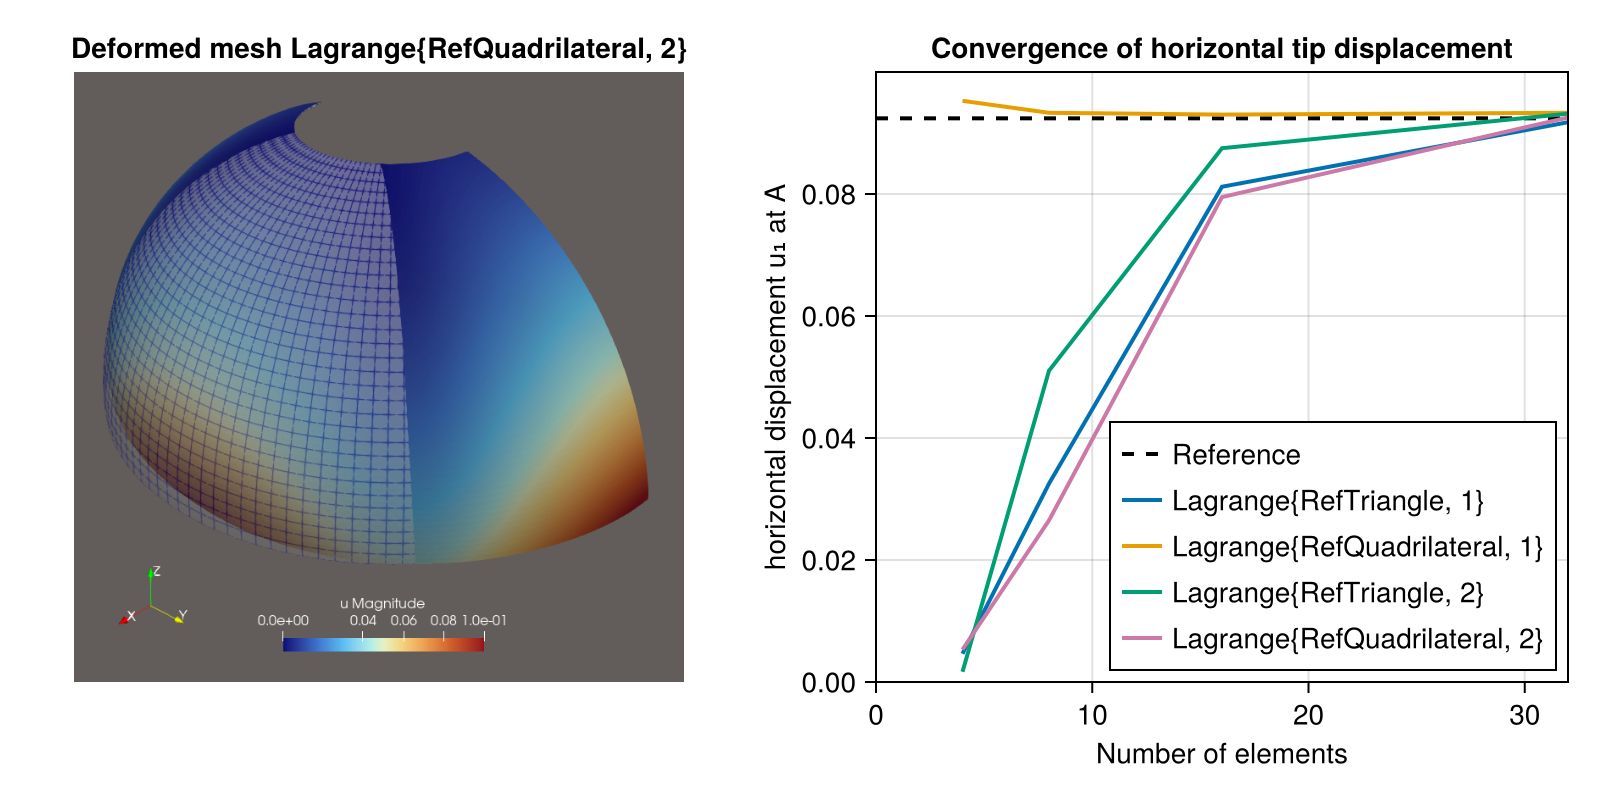 Deformed mesh Lagrange{RefQuadrilateral, 2}
Z
X
Y
u Magnitude
0.0e+00 0.04 0.06 0.08 1.0e-01
Convergence of horizontal tip displacement
horizontal displacement u₁ at A
0.08
0.06
0.04
0.02
0.00
0 10 20 30
Number of elements
Reference
Lagrange{RefTriangle, 1}
Lagrange{RefQuadrilateral, 1}
Lagrange{RefTriangle, 2}
Lagrange{RefQuadrilateral, 2}